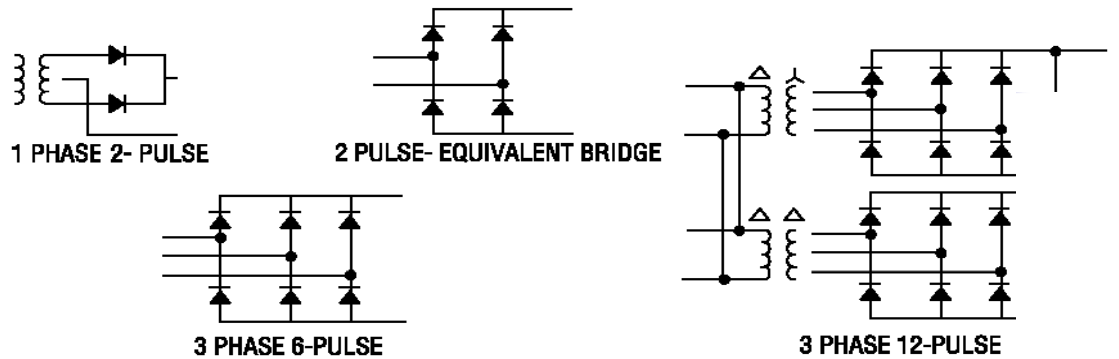 1 PHASE 2- PULSE
2 PULSE- EQUIVALENT BRIDGE
3 PHASE 6-PULSE
3 PHASE 12-PULSE